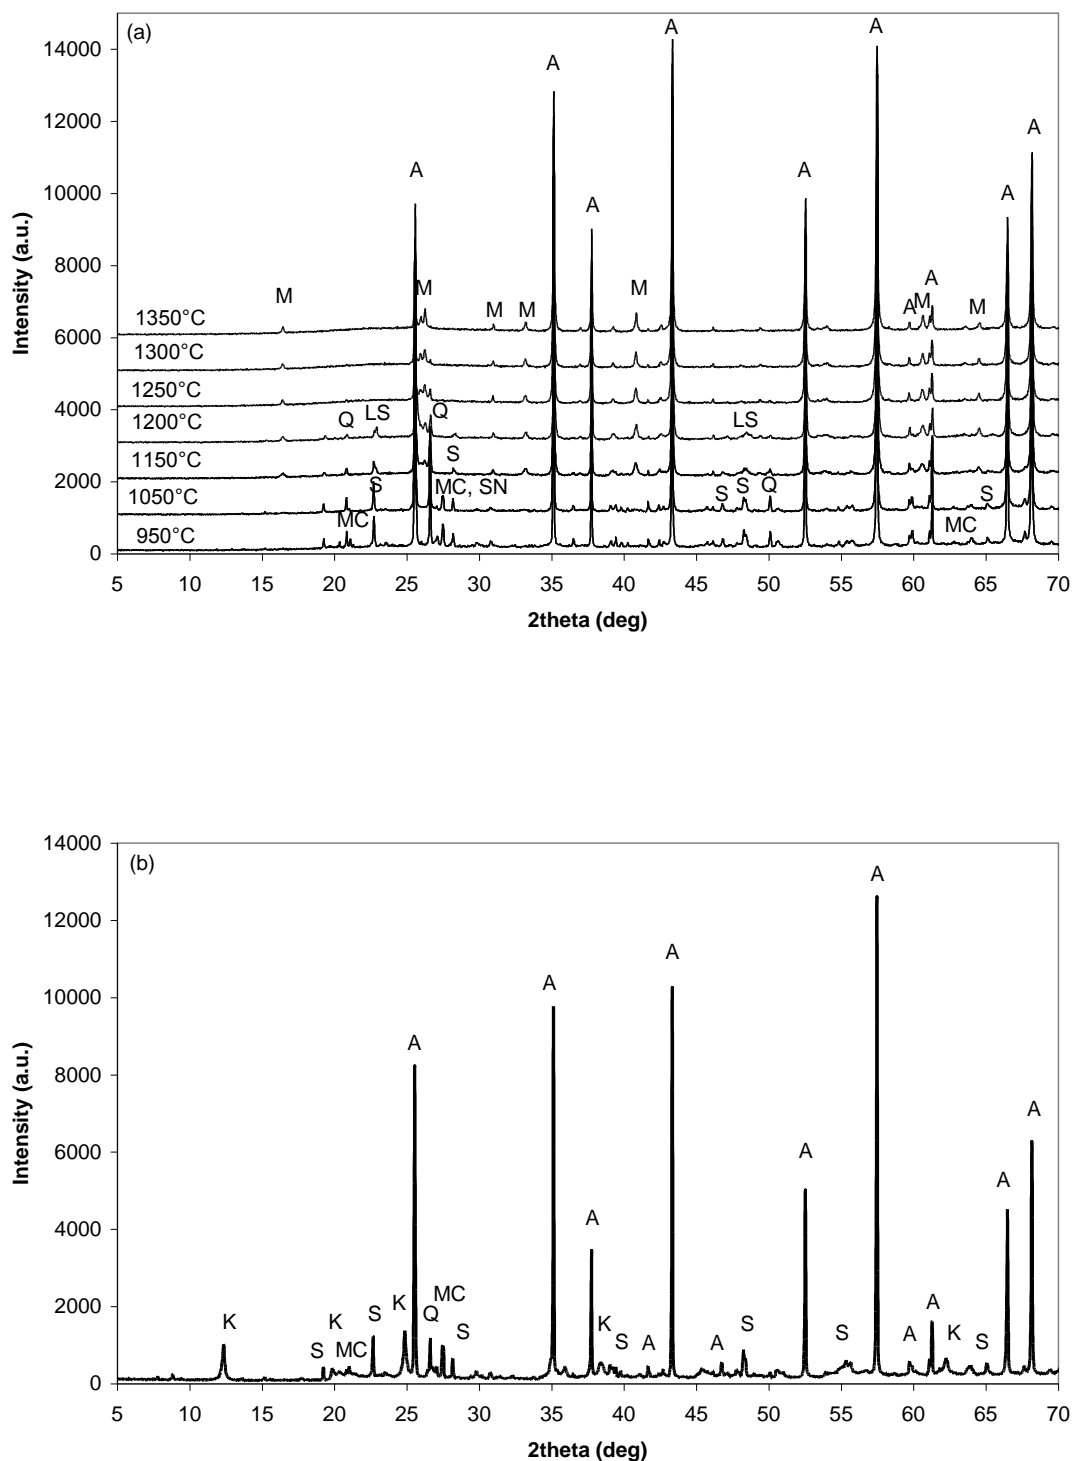 (a)
14000
12000
10000
8000
6000
4000
2000
0
Intensity (a.u.)
A
A
A
A
A
A
A
A
A
M
M
M
M
M
A
A
M
M
1350°C
1300°C
1250°C
1200°C
1150°C
1050°C
950°C
Q
LS
Q
LS
S
S
MC, SN
S
S
Q
S
MC
MC
5 10 15 20 25 30 35 40 45 50 55 60 65 70
2theta (deg)
(b)
14000
12000
10000
8000
6000
4000
2000
0
Intensity (a.u.)
A
A
A
A
A
A
A
A
A
K
S
K
MC
S
K
Q
MC
S
K
S
A
A
S
S
A
A
K
S
5 10 15 20 25 30 35 40 45 50 55 60 65 70
2theta (deg)